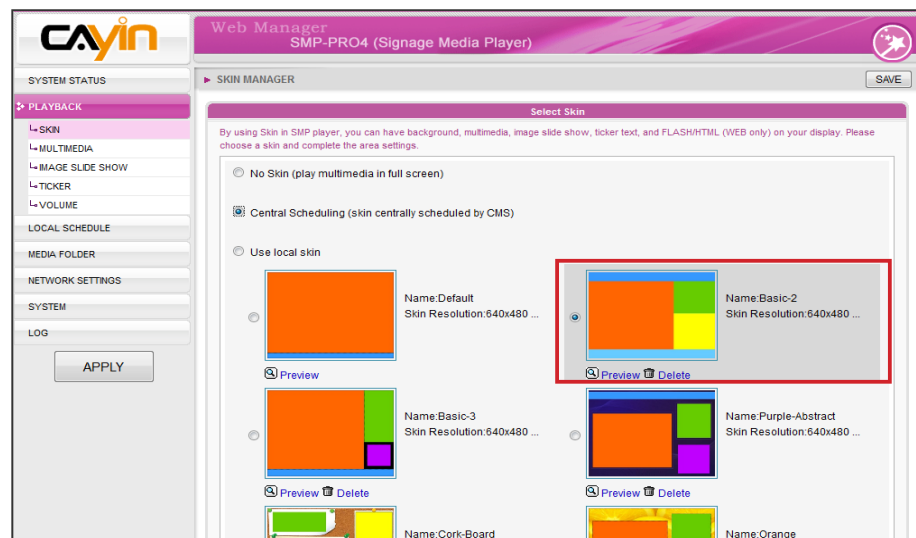 CAYIN
Web Manager
SMP-PRO4 (Signage Media Player)
SYSTEM STATUS
PLAYBACK
SKIN
MULTIMEDIA
IMAGE SLIDE SHOW
TICKER
VOLUME
LOCAL SCHEDULE
MEDIA FOLDER
NETWORK SETTINGS
SYSTEM
LOG
APPLY
SKIN MANAGER
SAVE
Select Skin
By using Skin in SMP player, you can have background, multimedia, image slide show, ticker text, and FLASH/HTML (WEB only) on your display. Please
choose a skin and complete the area settings.
No Skin (play multimedia in full screen)
Central Scheduling (skin centrally scheduled by CMS)
Use local skin
Name:Default
Skin Resolution:640x480 ...
Preview
Name:Basic-2
Skin Resolution:640x480 ...
Preview Delete
Name:Basic-3
Skin Resolution:640x480 ...
Preview Delete
Name:Purple-Abstract
Skin Resolution:640x480 ...
Preview Delete
Name:Cork-Board
Name:Orange